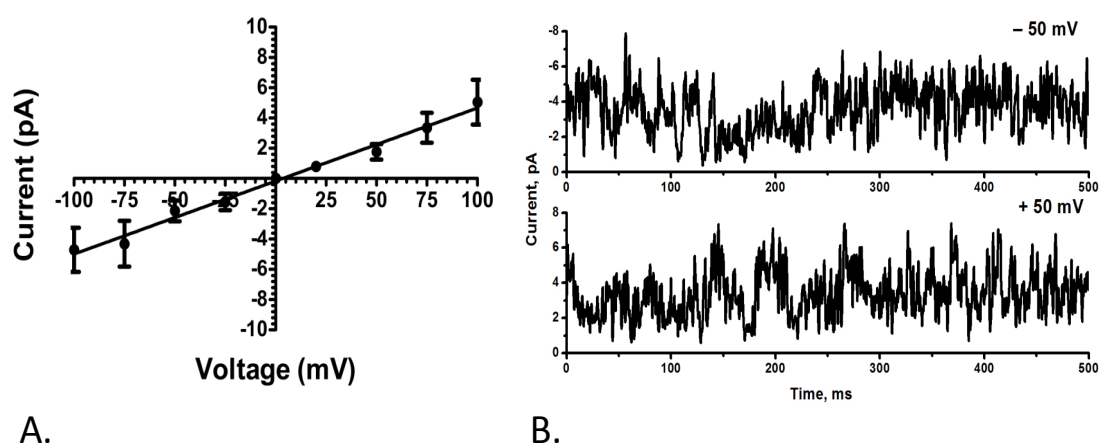 10
8
6
4
2
-100 -75 -50 -25 25 50 75 100
-2
-4
-6
-8
-10
Current (pA)
Voltage (mV)
A.
-8
-6
-4
-2
0
– 50 mV
0 100 200 300 400 500
8
6
4
2
0
+ 50 mV
0 100 200 300 400 500
Current, pA
Time, ms
B.